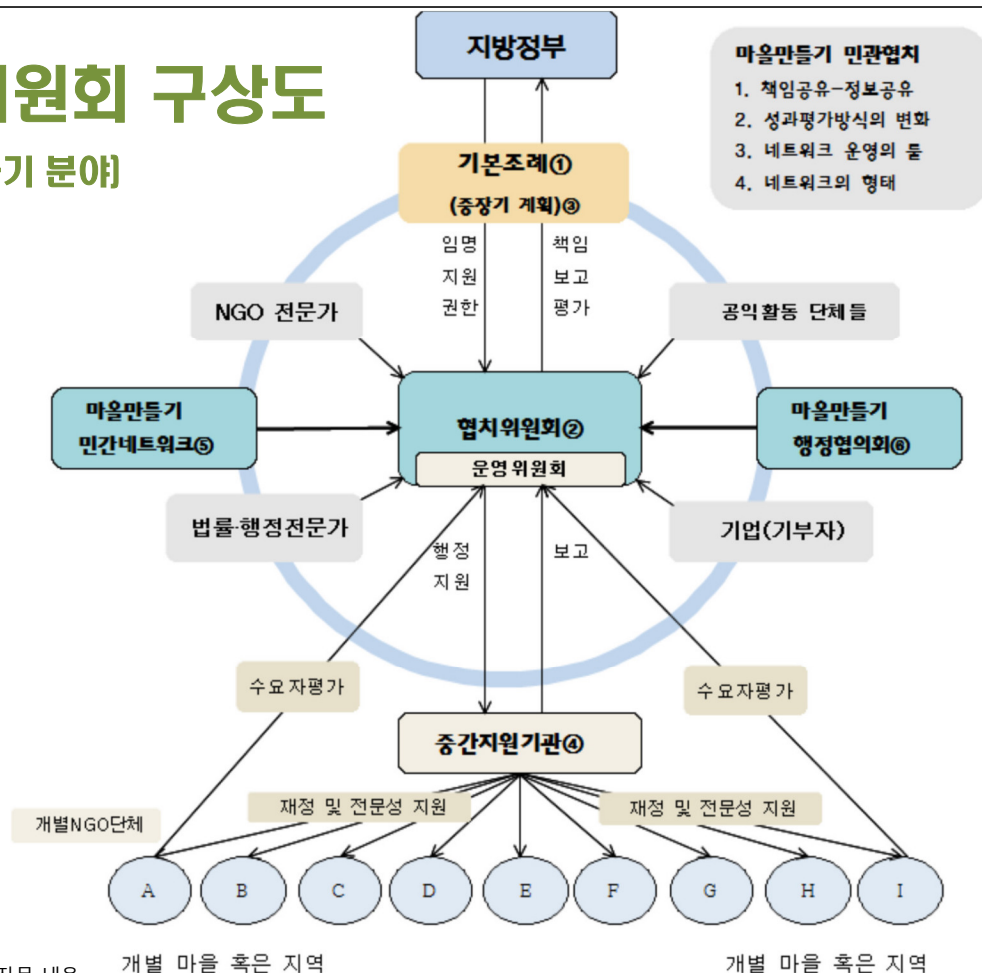 지방정부
마을만들기 민관협치
1. 책임공유-정보공유
2. 성과평가방식의 변화
3. 네트워크 운영의 툴
4. 네트워크의 형태
원회 구상도
기 분야)
기본조례①
(중장기 계획)③
임명
지원
권한
책임
보고
평가
NGO 전문가
공익활동 단체들
마을만들기
민간네트워크⑤
협치위원회②
운영위원회
마을만들기
행정협의회⑥
법률·행정전문가
기업(기부자)
행정
지원
보고
수요자평가
수요자평가
중간지원기관④
재정 및 전문성 지원
재정 및 전문성 지원
개별NGO단체
A B C D E F G H I
개별 마을 혹은 지역
개별 마을 혹은 지역